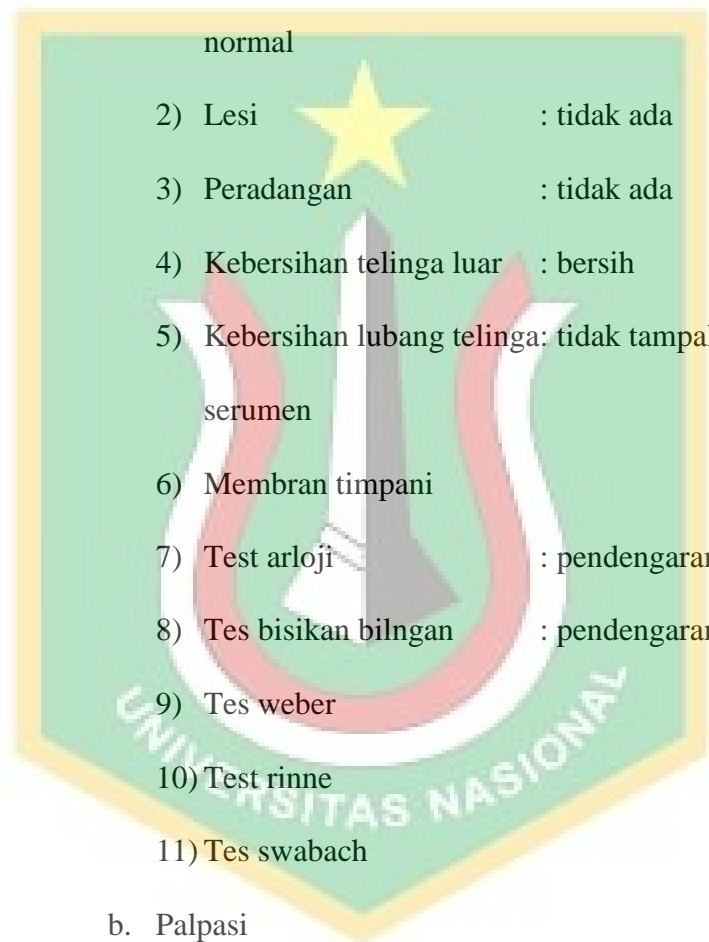 normal
2) Lesi : tidak ada
3) Peradangan : tidak ada
4) Kebersihan telinga luar : bersih
5) Kebersihan lubang telinga: tidak
serumen
6) Membran timpani
7) Test arloji : pendengaran
8) Tes bisikan bilngan : pendengaran
9) Tes weber
10) Test rinne
11) Tes swabach
b. Palpasi
UNIVERSITAS NASIONAL